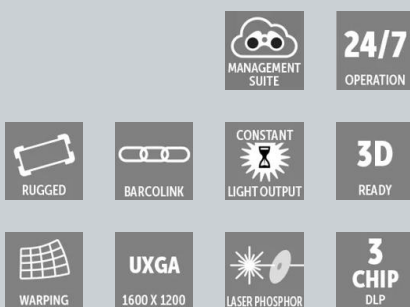 MANAGEMENT
SUITE
24/7
OPERATION
RUGGED
BARCOLINK
CONSTANT
LIGHT OUTPUT
3D
READY
WARPING
UXGA
1600 X 1200
LASER PHOSPHOR
3
CHIP
DLP